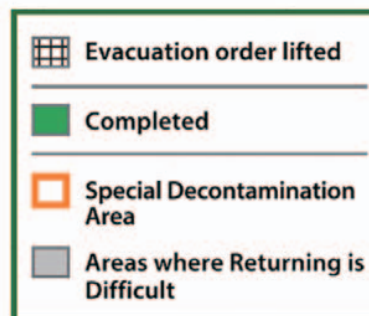 Evacuation order lifted
Completed
Special Decontamination
Area
Areas where Returning is
Difficult